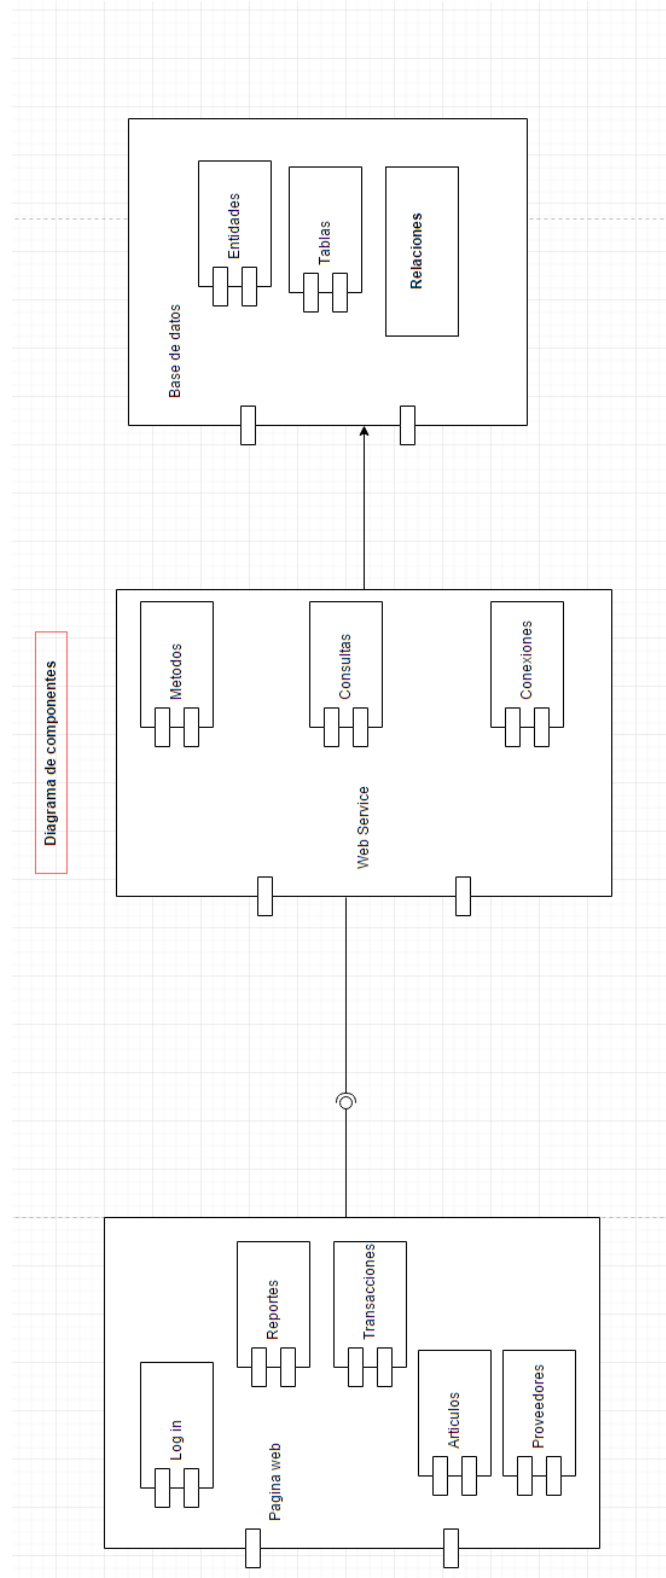 Diagrama de componentes
Pagina web
Log in
Reportes
Transacciones
Articulos
Proveedores
Web Service
Metodos
Consultas
Conexiones
Base de datos
Entidades
Tablas
Relaciones